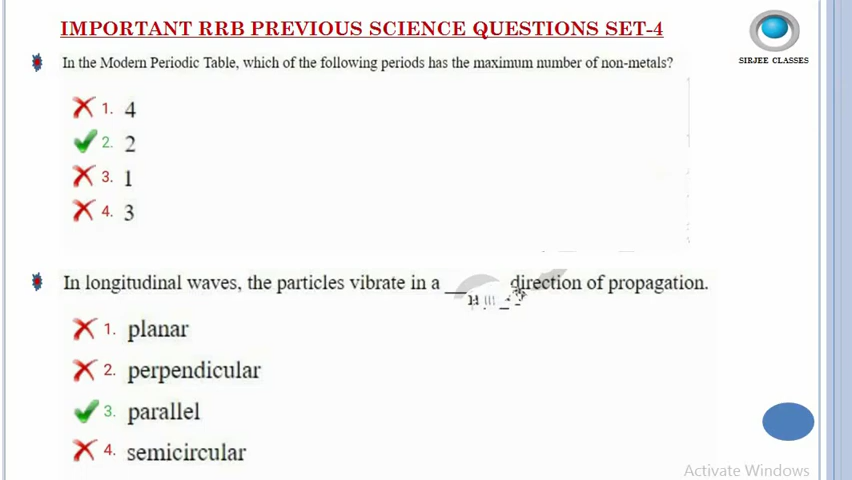 IMPORTANT RRB PREVIOUS SCIENCE QUESTIONS SET-4
SIRJEE CLASSES
In the Modern Periodic Table, which of the following periods has the maximum number of non-metals?
1. 4
2. 2
3. 1
4. 3
In longitudinal waves, the particles vibrate in a __ direction of propagation.
1. planar
2. perpendicular
3. parallel
4. semicircular
Activate Windows